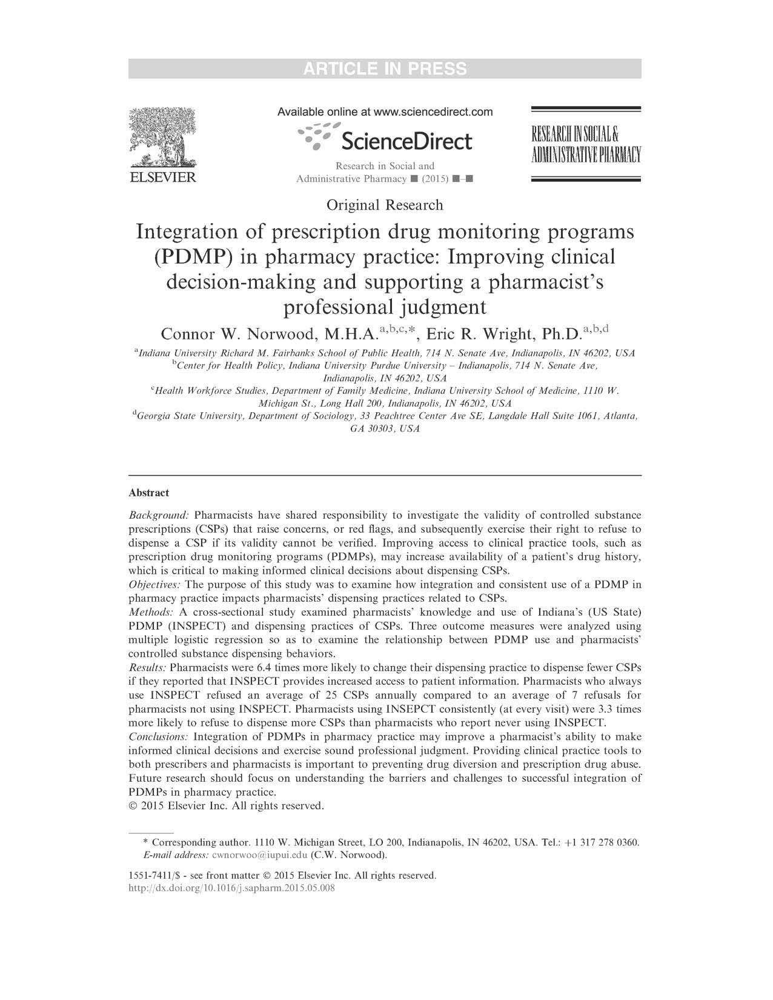 ARTICLE IN PRESS
ELSEVIER
Available online at www.sciencedirect.com
ScienceDirect
Research in Social and
Administrative Pharmacy ■ (2015) ■–■
RESEARCH IN SOCIAL &
ADMINISTRATIVE PHARMACY
Original Research
Integration of prescription drug monitoring programs
(PDMP) in pharmacy practice: Improving clinical
decision-making and supporting a pharmacist's
professional judgment
Connor W. Norwood, M.H.A.a,b,c,*, Eric R. Wright, Ph.D.a,b,d
aIndiana University Richard M. Fairbanks School of Public Health, 714 N. Senate Ave, Indianapolis, IN 46202, USA
bCenter for Health Policy, Indiana University Purdue University – Indianapolis, 714 N. Senate Ave,
Indianapolis, IN 46202, USA
cHealth Workforce Studies, Department of Family Medicine, Indiana University School of Medicine, 1110 W.
Michigan St., Long Hall 200, Indianapolis, IN 46202, USA
dGeorgia State University, Department of Sociology, 33 Peachtree Center Ave SE, Langdale Hall Suite 1061, Atlanta,
GA 30303, USA
Abstract
Background: Pharmacists have shared responsibility to investigate the validity of controlled substance
prescriptions (CSPs) that raise concerns, or red flags, and subsequently exercise their right to refuse to
dispense a CSP if its validity cannot be verified. Improving access to clinical practice tools, such as
prescription drug monitoring programs (PDMPs), may increase availability of a patient's drug history,
which is critical to making informed clinical decisions about dispensing CSPs.
Objectives: The purpose of this study was to examine how integration and consistent use of a PDMP in
pharmacy practice impacts pharmacists' dispensing practices related to CSPs.
Methods: A cross-sectional study examined pharmacists' knowledge and use of Indiana's (US State)
PDMP (INSPECT) and dispensing practices of CSPs. Three outcome measures were analyzed using
multiple logistic regression so as to examine the relationship between PDMP use and pharmacists'
controlled substance dispensing behaviors.
Results: Pharmacists were 6.4 times more likely to change their dispensing practice to dispense fewer CSPs
if they reported that INSPECT provides increased access to patient information. Pharmacists who always
use INSPECT refused an average of 25 CSPs annually compared to an average of 7 refusals for
pharmacists not using INSPECT. Pharmacists using INSEPCT consistently (at every visit) were 3.3 times
more likely to refuse to dispense more CSPs than pharmacists who report never using INSPECT.
Conclusions: Integration of PDMPs in pharmacy practice may improve a pharmacist's ability to make
informed clinical decisions and exercise sound professional judgment. Providing clinical practice tools to
both prescribers and pharmacists is important to preventing drug diversion and prescription drug abuse.
Future research should focus on understanding the barriers and challenges to successful integration of
PDMPs in pharmacy practice.
© 2015 Elsevier Inc. All rights reserved.
* Corresponding author. 1110 W. Michigan Street, LO 200, Indianapolis, IN 46202, USA. Tel.: +1 317 278 0360.
E-mail address: cwnorwoo@iupui.edu (C.W. Norwood).
1551-7411/$ - see front matter © 2015 Elsevier Inc. All rights reserved.
http://dx.doi.org/10.1016/j.sapharm.2015.05.008